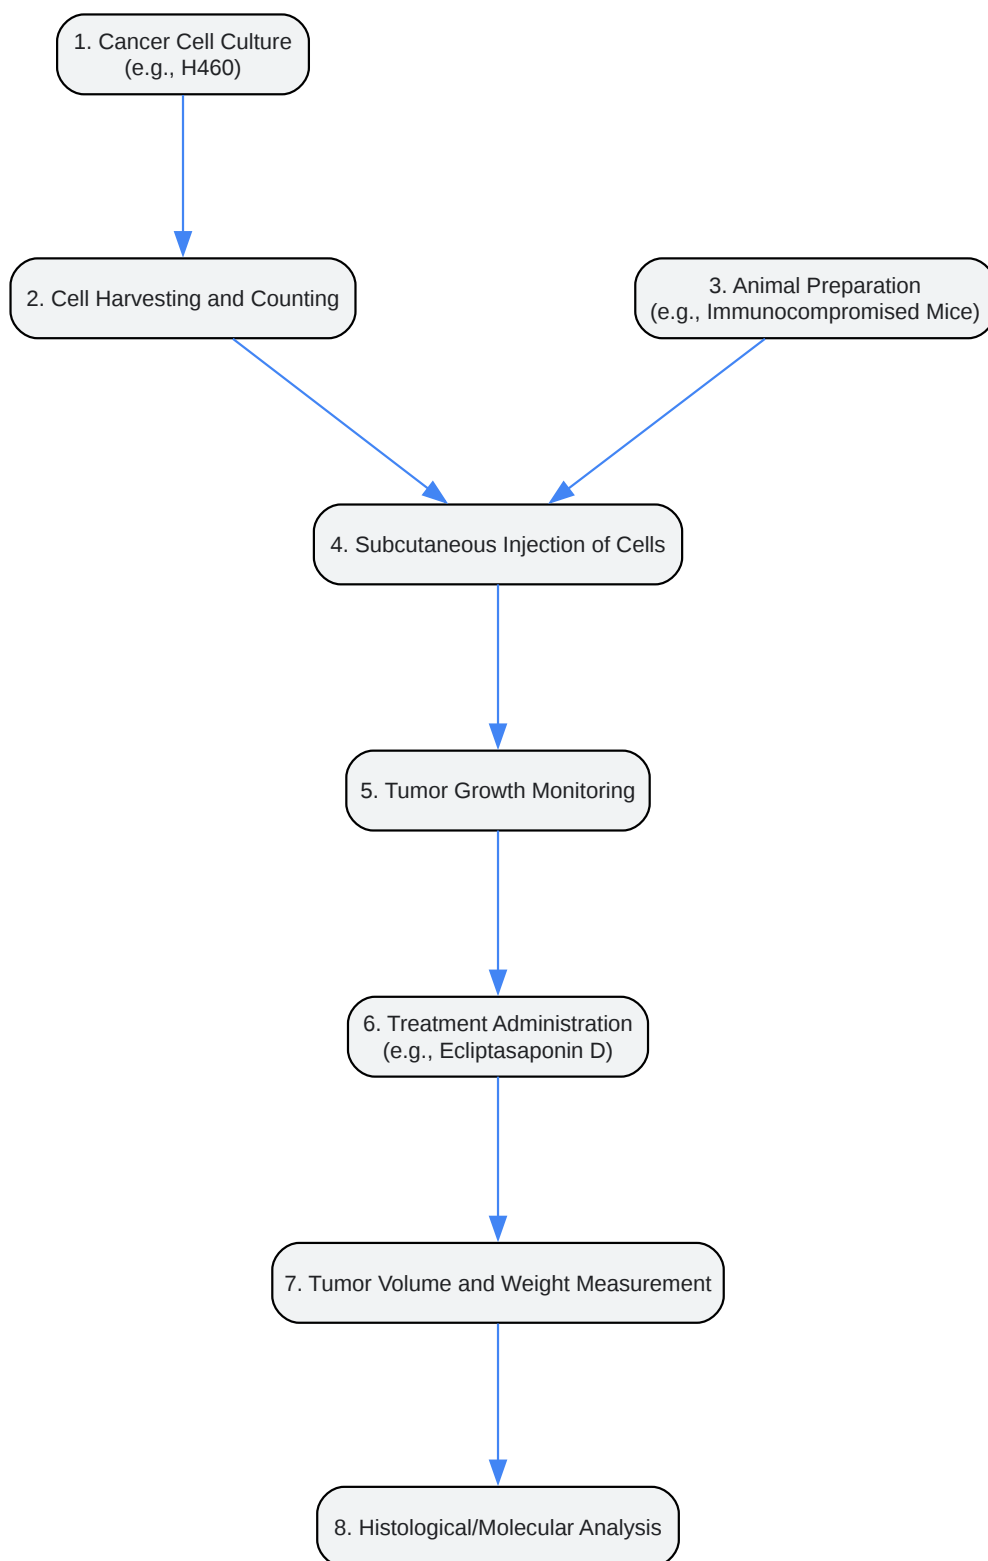 1. Cancer Cell Culture
(e.g., H460)
2. Cell Harvesting and Counting
3. Animal Preparation
(e.g., Immunocompromised Mice)
4. Subcutaneous Injection of Cells
5. Tumor Growth Monitoring
6. Treatment Administration
(e.g., Ecliptasaponin D)
7. Tumor Volume and Weight Measurement
8. Histological/Molecular Analysis